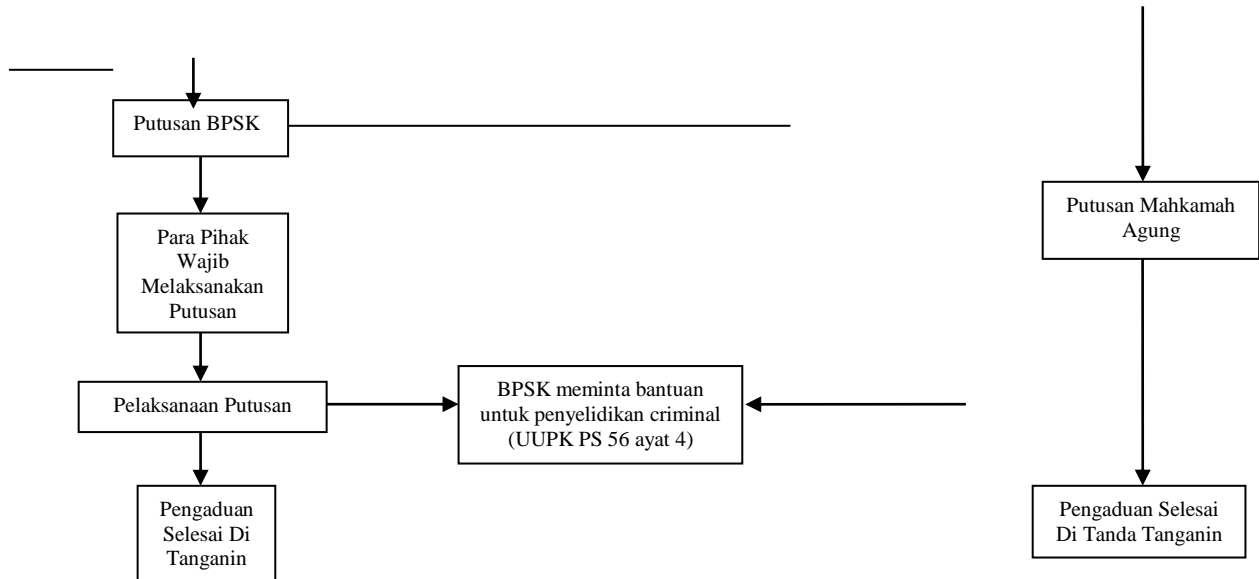 Putusan BPSK
Para Pihak
Wajib
Melaksanakan
Putusan
Pelaksanaan Putusan
BPSK meminta bantuan
untuk penyelidikan criminal
(UUPK PS 56 ayat 4)
Pengaduan
Selesai Di
Tanganin
Putusan Mahkamah
Agung
Pengaduan Selesai
Di Tanda Tanganin